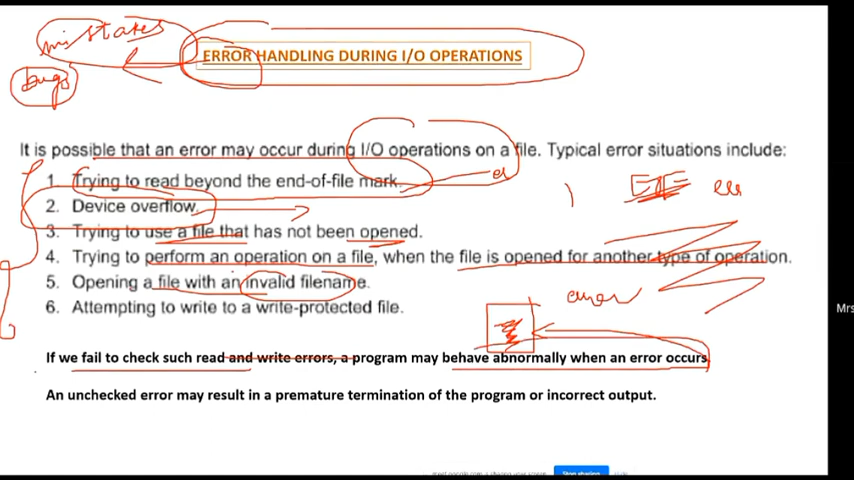 mistakes
bugs
ERROR HANDLING DURING I/O OPERATIONS
It is possible that an error may occur during I/O operations on a file. Typical error situations include:
1. Trying to read beyond the end-of-file mark.
2. Device overflow.
3. Trying to use a file that has not been opened.
4. Trying to perform an operation on a file, when the file is opened for another type of operation.
5. Opening a file with an invalid filename.
6. Attempting to write to a write-protected file.
error
If we fail to check such read and write errors, a program may behave abnormally when an error occurs.
An unchecked error may result in a premature termination of the program or incorrect output.
Mrs
Stop sharing